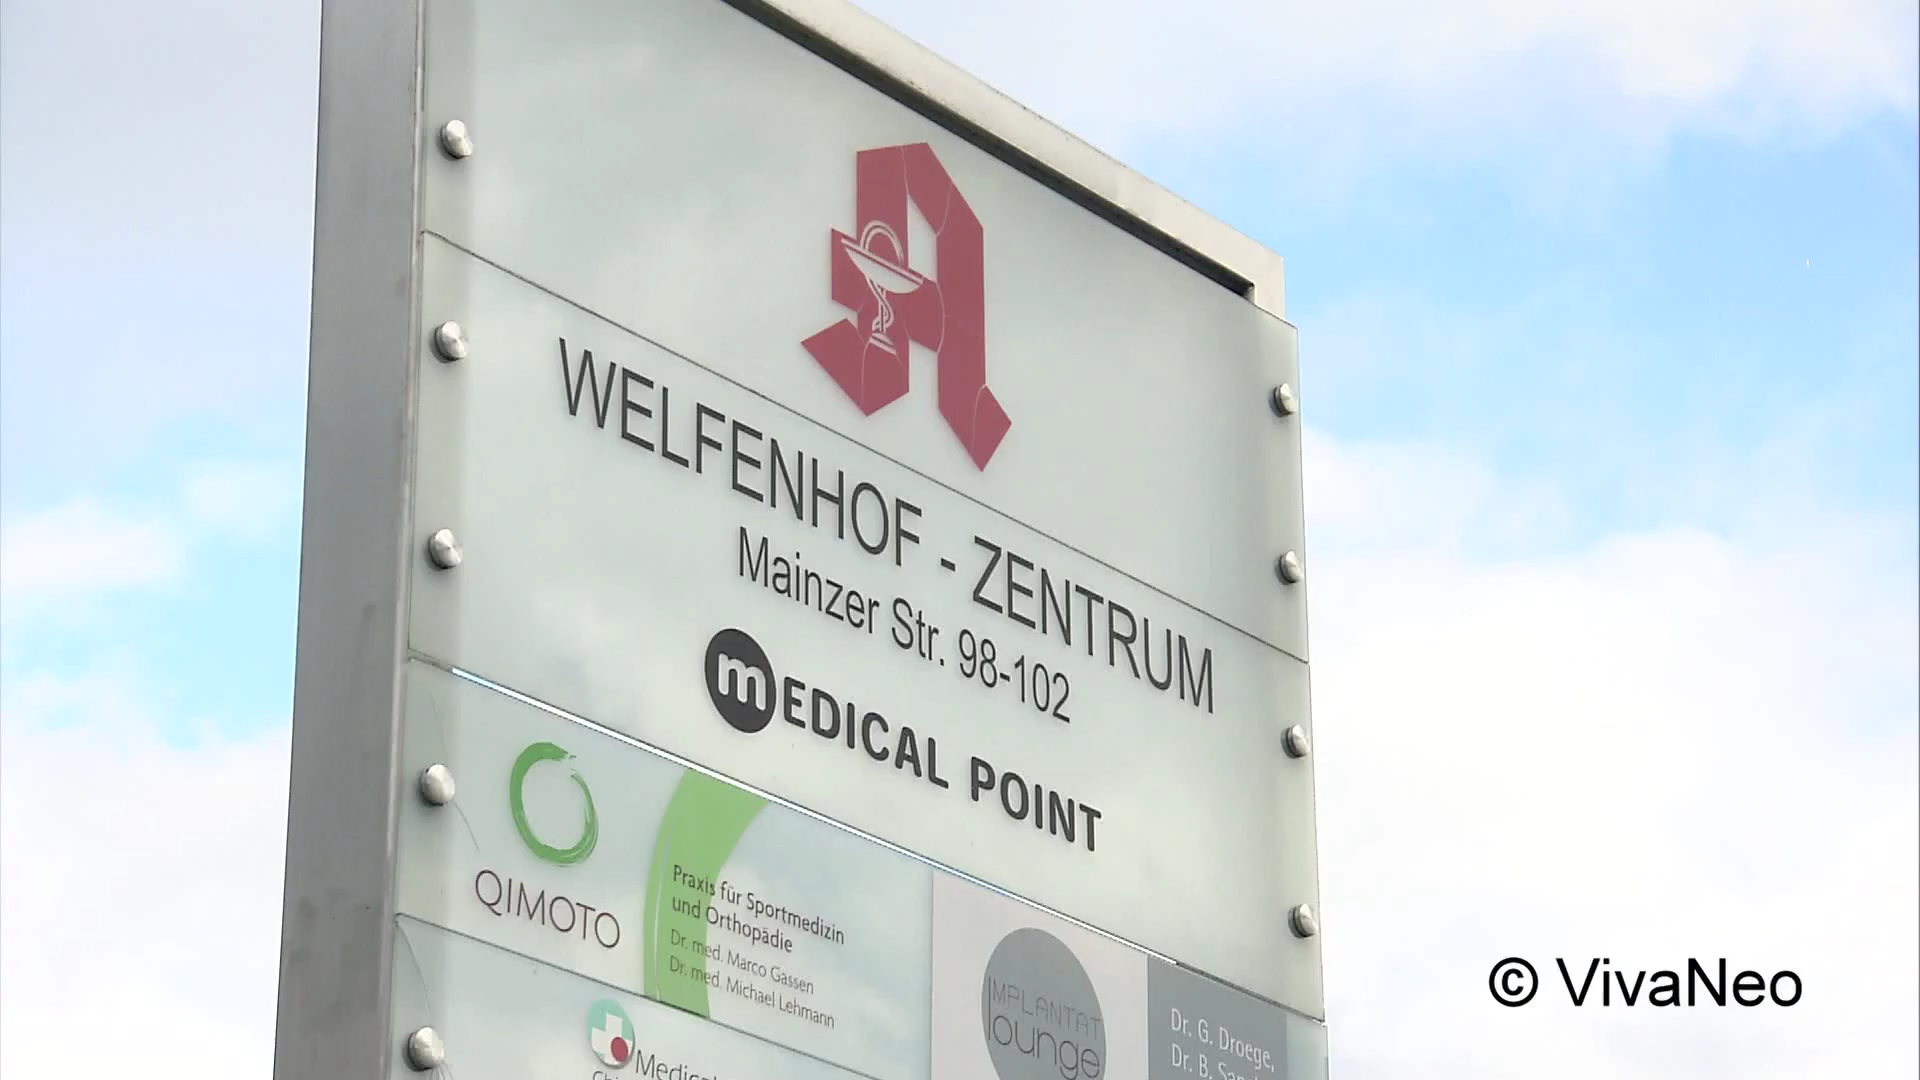 WELFENHOF - ZENTRUM
Mainzer Str. 98-102
mEDICAL POINT
QIMOTO
Praxis für Sportmedizin
und Orthopädie
Dr. med. Marco Gassen
Dr. med. Michael Lehmann
IMPLANTAT
lounge
Dr. G. Droege,
Dr. B.
© VivaNeo